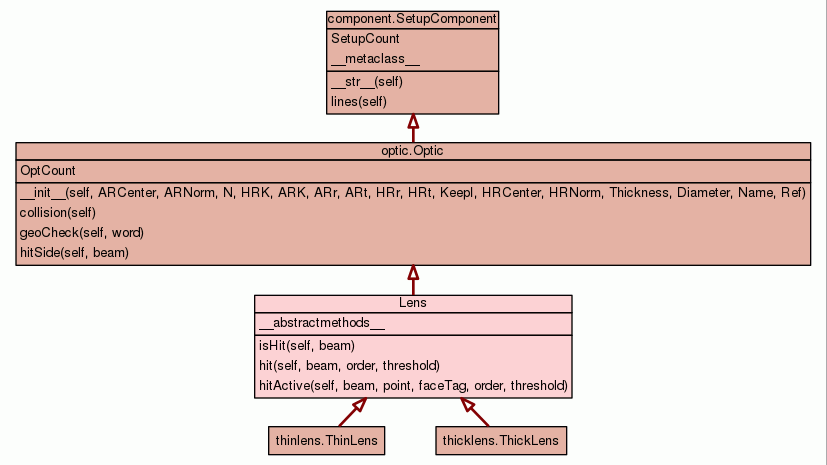 component.SetupComponent
SetupCount
__metaclass__
__str__(self)
lines(self)
optic.Optic
OptCount
__init__(self, ARCenter, ARNorm, N, HRK, ARK, ARr, ARt, HRr, HRt, KeepI, HRCenter, HRNorm, Thickness, Diameter, Name, Ref)
collision(self)
geoCheck(self, word)
hitSide(self, beam)
Lens
__abstractmethods__
isHit(self, beam)
hit(self, beam, order, threshold)
hitActive(self, beam, point, faceTag, order, threshold)
thinlens.ThinLens
thicklens.ThickLens